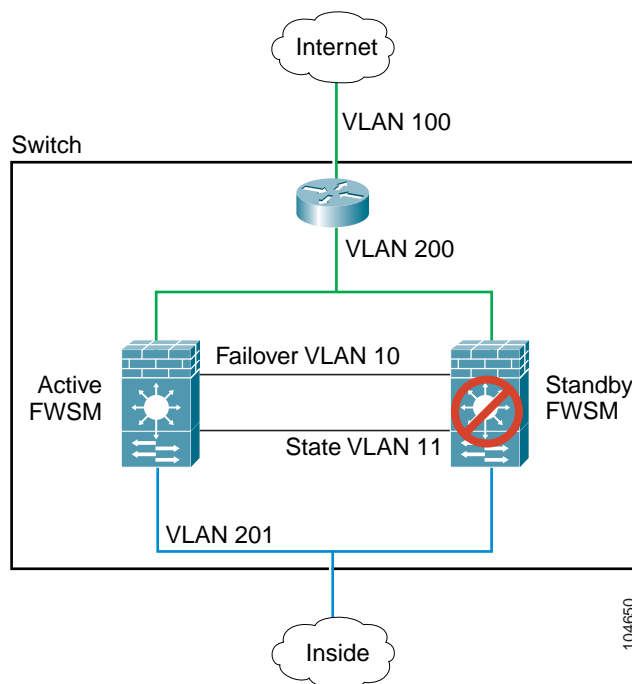 Internet
VLAN 100
Switch
VLAN 200
Failover VLAN 10
Active
FWSM
Standby
FWSM
State VLAN 11
VLAN 201
Inside
104650